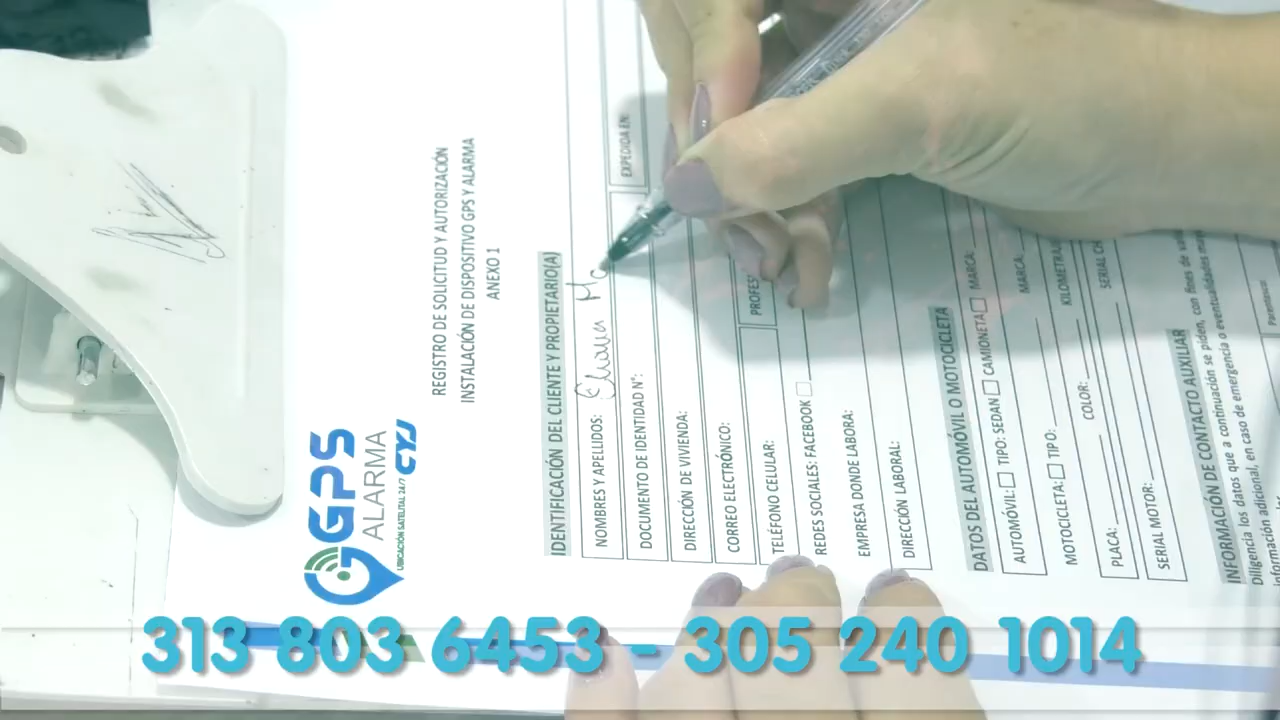 GPS
ALARMA
UBICACIÓN SATELITAL 24/7
REGISTRO DE SOLICITUD Y AUTORIZACIÓN
INSTALACIÓN DE DISPOSITIVO GPS Y ALARMA
ANEXO 1
IDENTIFICACIÓN DEL CLIENTE Y PROPIETARIO(A)
NOMBRES Y APELLIDOS: Eliana
DOCUMENTO DE IDENTIDAD N°: EXPEDIDA EN:
DIRECCIÓN DE VIVIENDA:
CORREO ELECTRÓNICO:
TELÉFONO CELULAR:
REDES SOCIALES: FACEBOOK
EMPRESA DONDE LABORA:
DIRECCIÓN LABORAL:
DATOS DEL AUTOMÓVIL O MOTOCICLETA
AUTOMÓVIL: TIPO: SEDAN CAMIONETA MARCA:
MOTOCICLETA: TIPO: MARCA:
PLACA: COLOR:
SERIAL MOTOR: SERIAL
INFORMACIÓN DE CONTACTO AUXILIAR
Diligencia los datos que a continuación se piden, con fines de
información adicional, en caso de emergencia o eventualidades
Parentesco
313 803 6453 - 305 240 1014